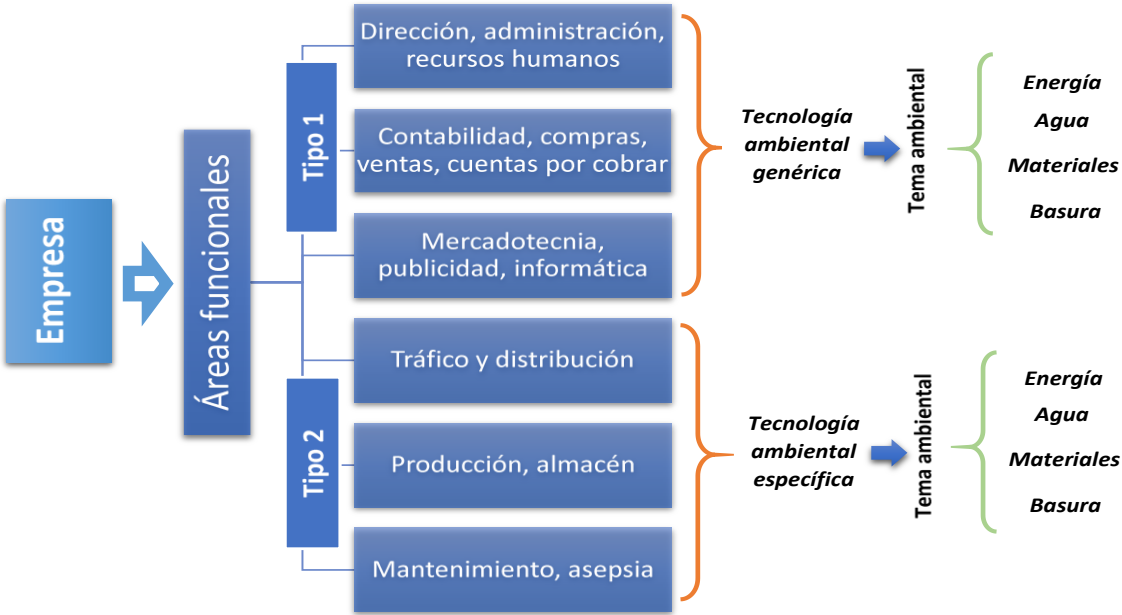 Empresa
Áreas funcionales
Tipo 1
Dirección, administración,
recursos humanos
Contabilidad, compras,
ventas, cuentas por cobrar
Mercadotecnia,
publicidad, informática
Tecnología
ambiental
genérica
Tema ambiental
Energía
Agua
Materiales
Basura
Tipo 2
Tráfico y distribución
Producción, almacén
Mantenimiento, asepsia
Tecnología
ambiental
específica
Tema ambiental
Energía
Agua
Materiales
Basura